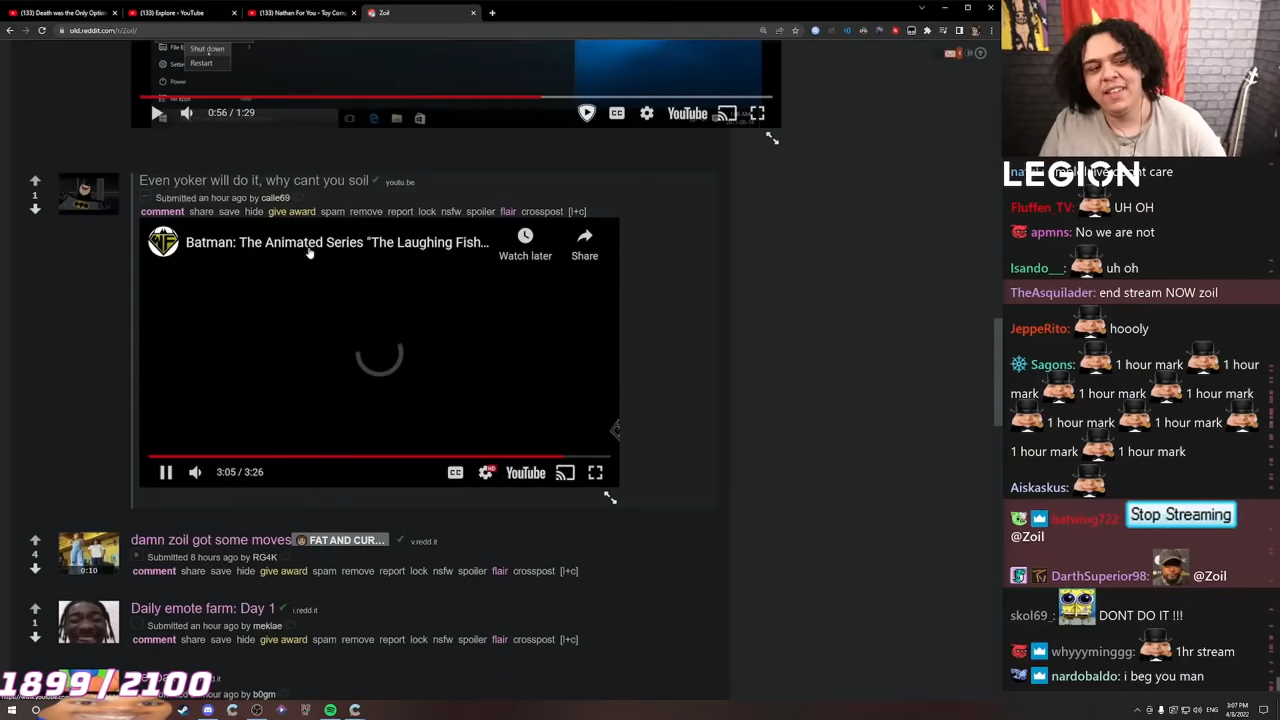 (133) Death was the Only Option
(133) Explore - YouTube
(133) Nathan For You - Toy Com
Zoil
old.reddit.com/r/Zoil/
Shut down
Restart
Power
0:56 / 1:29
YouTube
Even yoker will do it, why cant you soil youtu.be
1
Submitted an hour ago by calle69
comment share save hide give award spam remove report lock nsfw spoiler flair crosspost [l+c]
Batman: The Animated Series "The Laughing Fish...
Watch later
Share
3:05 / 3:26
YouTube
damn zoil got some moves FAT AND CUR... v.redd.it
4
Submitted 8 hours ago by RG4K
0:10
comment share save hide give award spam remove report lock nsfw spoiler flair crosspost [l+c]
Daily emote farm: Day 1 i.redd.it
1
Submitted an hour ago by meklae
comment share save hide give award spam remove report lock nsfw spoiler flair crosspost [l+c]
Submitted an hour ago by b0gm
1899/2100
LEGION
care
Fluffen_TV: UH OH
apmns: No we are not
Isando___: uh oh
TheAsquilader: end stream NOW zoil
JeppeRito: hoooly
Sagons: 1 hour mark 1 hour
mark 1 hour mark 1 hour mark
1 hour mark 1 hour mark
1 hour mark 1 hour mark
Aiskaskus:
batwing722: Stop Streaming
@Zoil
DarthSuperior98: @Zoil
skol69_: DONT DO IT !!!
whyyyminggg: 1hr stream
nardobaldo: i beg you man
ENG
3:07 PM
4/8/2022